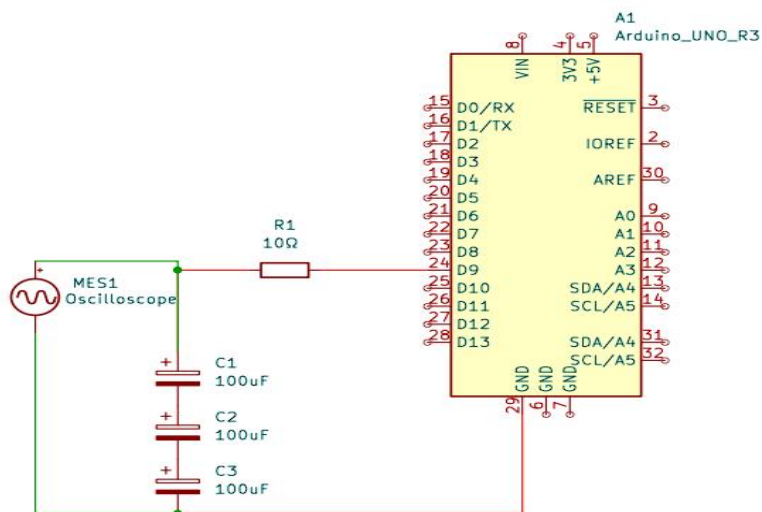 A1
Arduino_UNO_R3
8
VIN
4
3V3
5
+5V
15 D0/RX
16 D1/TX
17 D2
18 D3
19 D4
20 D5
21 D6
22 D7
23 D8
24 D9
25 D10
26 D11
27 D12
28 D13
RESET 3
IOREF 2
AREF 30
A0 9
A1 10
A2 11
A3 12
SDA/A4 13
SCL/A5 14
SDA/A4 31
SCL/A5 32
GND
29
GND
6
GND
7
R1
10Ω
+
MES1
Oscilloscope
+
C1
100uF
+
C2
100uF
+
C3
100uF